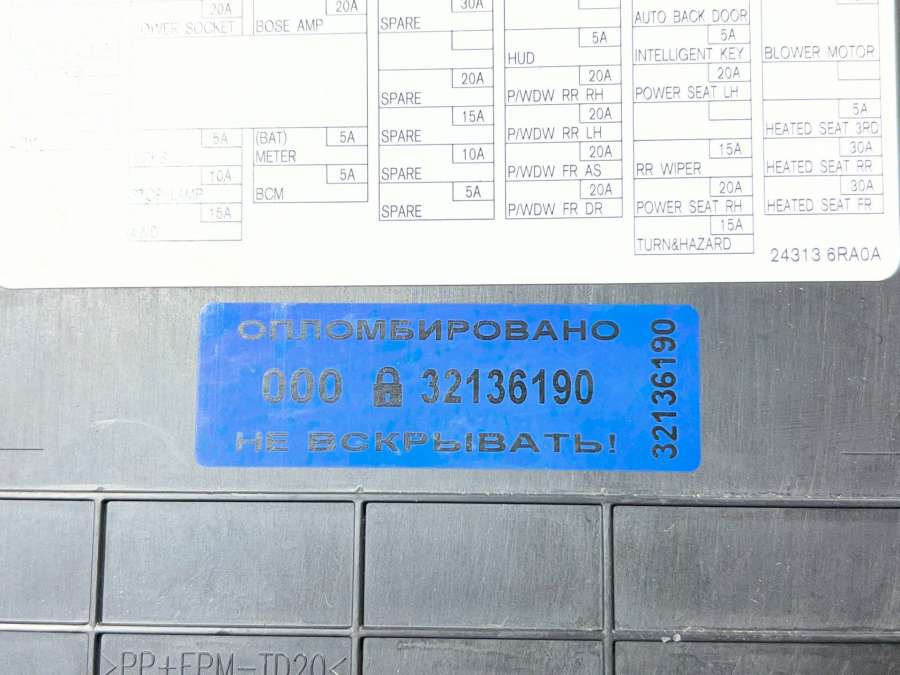 20A
POWER SOCKET
20A
BOSE AMP
5A
10A
STOP LAMP
15A
(BAT) 5A
METER
5A
BCM
30A
SPARE
20A
SPARE
15A
SPARE
10A
SPARE
5A
SPARE
5A
HUD
20A
P/WDW RR RH
20A
P/WDW RR LH
20A
P/WDW FR AS
20A
P/WDW FR DR
AUTO BACK DOOR
5A
INTELLIGENT KEY
20A
POWER SEAT LH
15A
RR WIPER
20A
POWER SEAT RH
15A
TURN&HAZARD
BLOWER MOTOR
5A
HEATED SEAT 3RD
30A
HEATED SEAT RR
30A
HEATED SEAT FR
24313 6RA0A
ОПЛОМБИРОВАНО
000 32136190
НЕ ВСКРЫВАТЬ!
32136190
>PP+EPM-TD20<